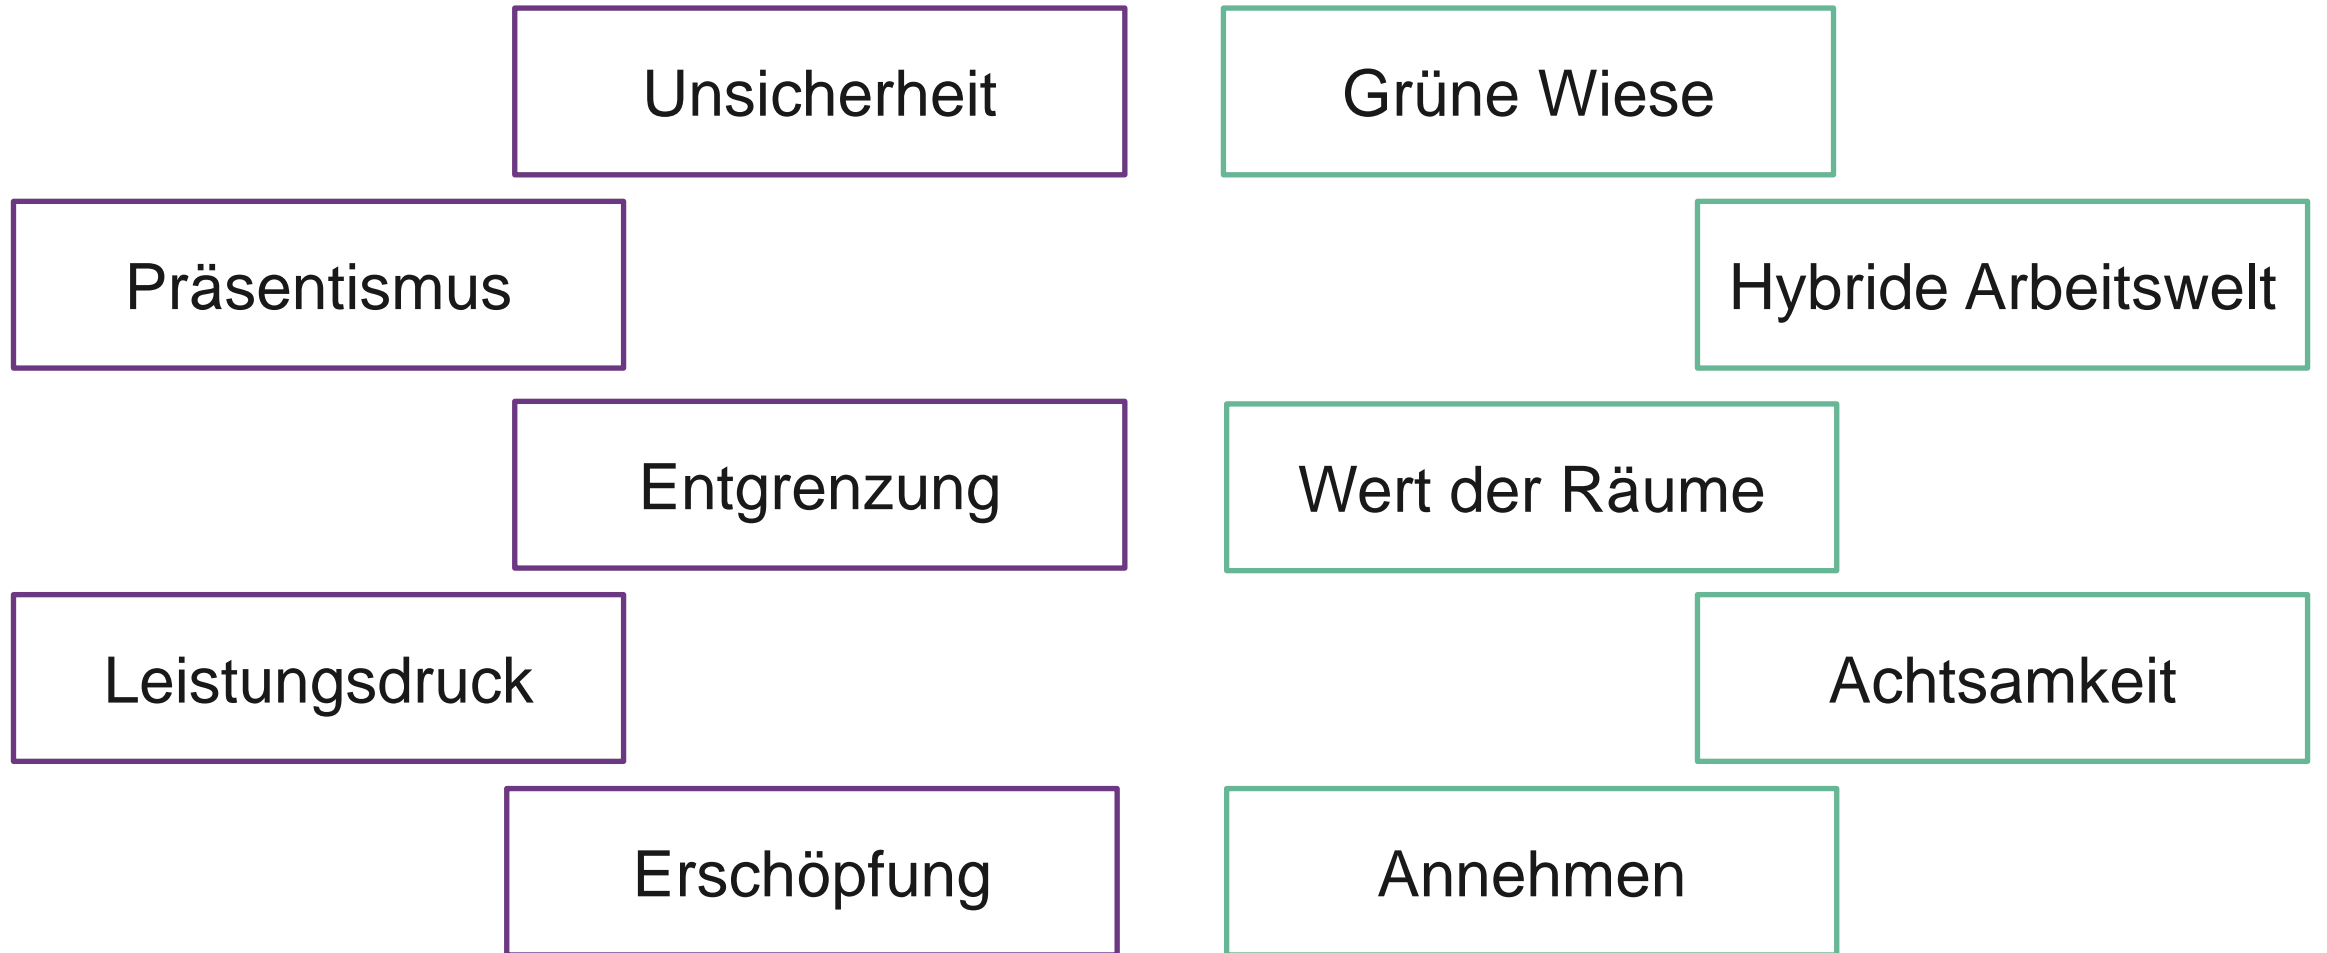 Unsicherheit
Grüne Wiese
Präsentismus
Hybride Arbeitswelt
Entgrenzung
Wert der Räume
Leistungsdruck
Achtsamkeit
Erschöpfung
Annehmen